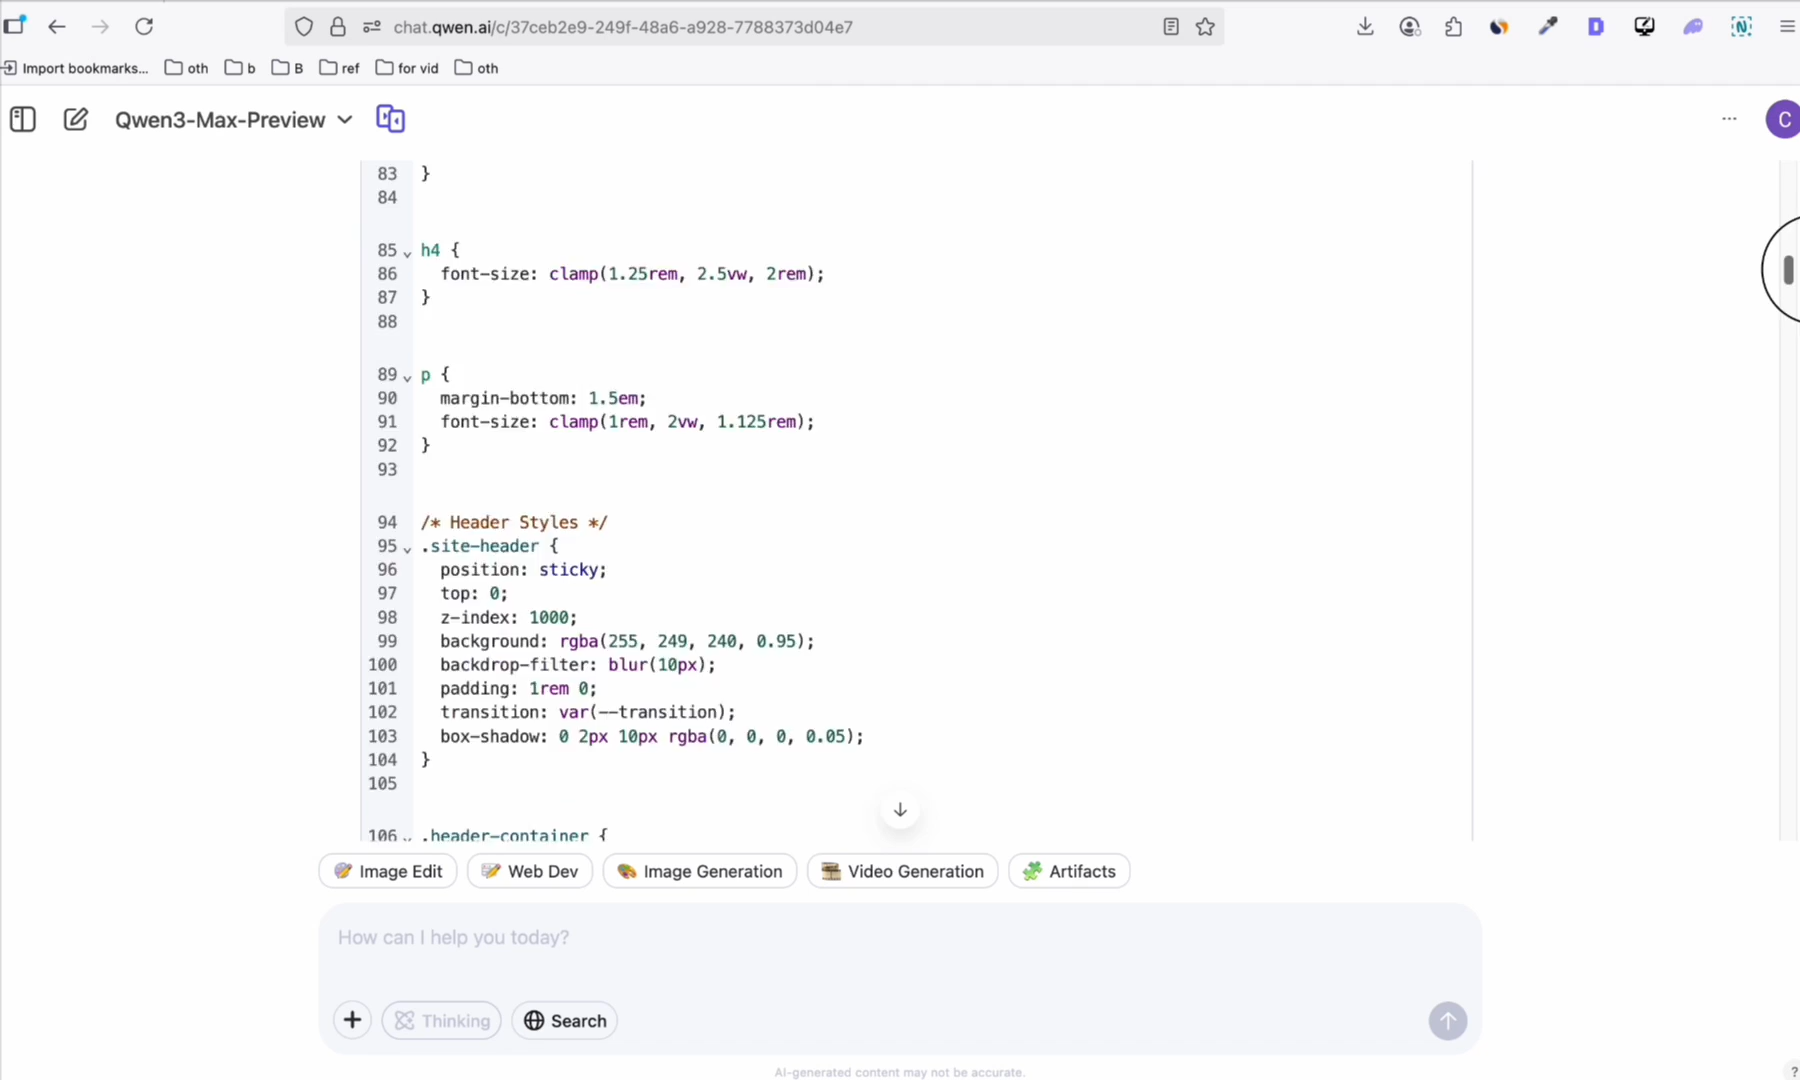 chat.qwen.ai/c/37ceb2e9-249f-48a6-a928-7788373d04e7
Import bookmarks... oth b B ref for vid oth
Qwen3-Max-Preview
... C
83 }
84
85 h4 {
86 font-size: clamp(1.25rem, 2.5vw, 2rem);
87 }
88
89 p {
90 margin-bottom: 1.5em;
91 font-size: clamp(1rem, 2vw, 1.125rem);
92 }
93
94 /* Header Styles */
95 .site-header {
96 position: sticky;
97 top: 0;
98 z-index: 1000;
99 background: rgba(255, 249, 240, 0.95);
100 backdrop-filter: blur(10px);
101 padding: 1rem 0;
102 transition: var(--transition);
103 box-shadow: 0 2px 10px rgba(0, 0, 0, 0.05);
104 }
105
106 .header-container {
Image Edit Web Dev Image Generation Video Generation Artifacts
How can I help you today?
Thinking Search
AI-generated content may not be accurate.
?